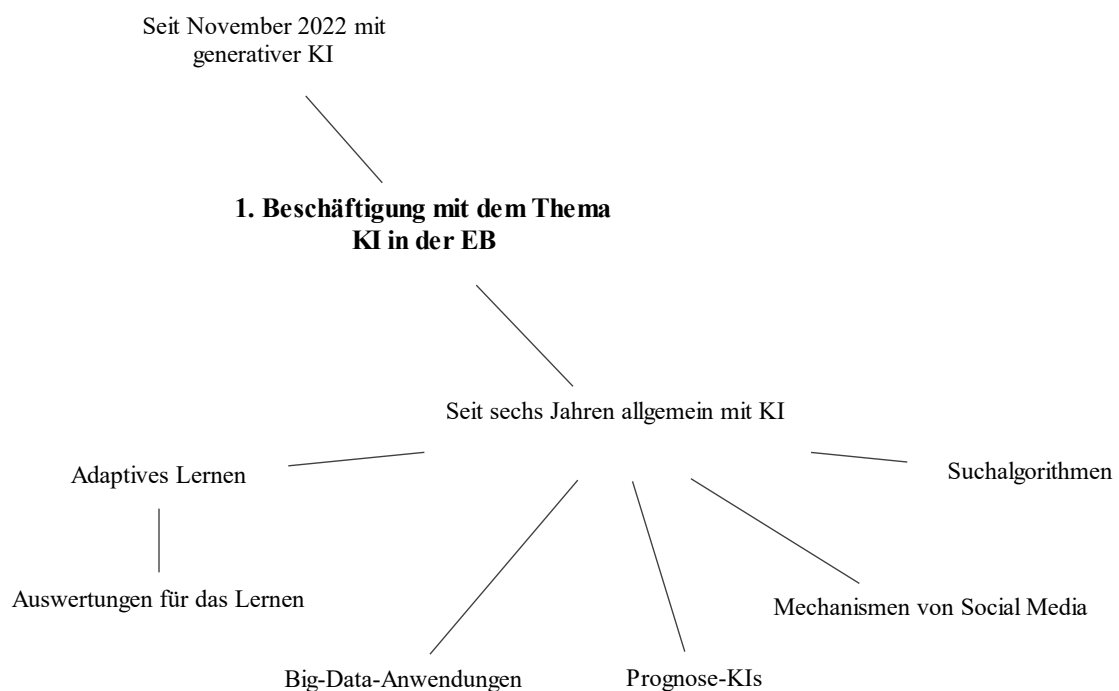 Seit November 2022 mit
generativer KI
1. Beschäftigung mit dem Thema
KI in der EB
Seit sechs Jahren allgemein mit KI
Adaptives Lernen
Suchalgorithmen
Auswertungen für das Lernen
Mechanismen von Social Media
Big-Data-Anwendungen
Prognose-KIs